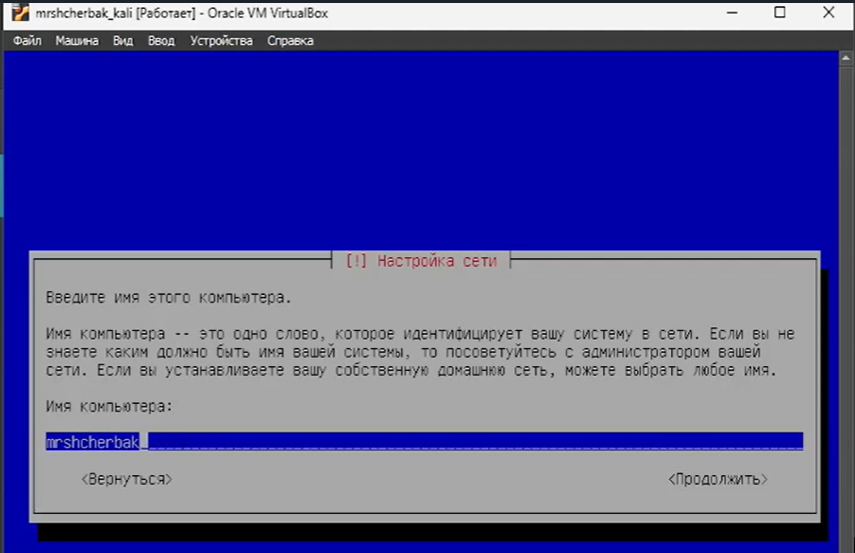 mrshcherbak_kali [Работает] - Oracle VM VirtualBox
Файл Машина Вид Ввод Устройства Справка
[!] Настройка сети
Введите имя этого компьютера.
Имя компьютера -- это одно слово, которое идентифицирует вашу систему в сети. Если вы не
знаете каким должно быть имя вашей системы, то посоветуйтесь с администратором вашей
сети. Если вы устанавливаете вашу собственную домашнюю сеть, можете выбрать любое имя.
Имя компьютера:
mrshcherbak
<Вернуться> <Продолжить>